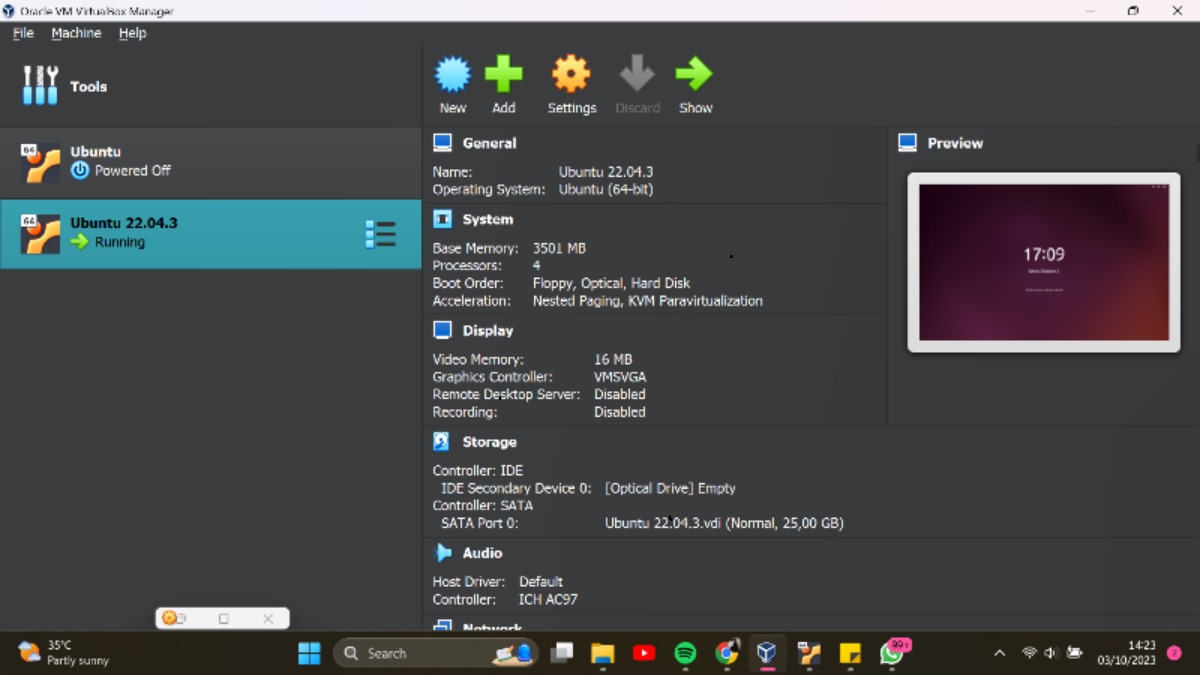 Oracle VM VirtualBox Manager
File Machine Help
Tools
New Add Settings Discard Show
64 Ubuntu
Powered Off
64 Ubuntu 22.04.3
Running
General
Name: Ubuntu 22.04.3
Operating System: Ubuntu (64-bit)
System
Base Memory: 3501 MB
Processors: 4
Boot Order: Floppy, Optical, Hard Disk
Acceleration: Nested Paging, KVM Paravirtualization
Display
Video Memory: 16 MB
Graphics Controller: VMSVGA
Remote Desktop Server: Disabled
Recording: Disabled
Storage
Controller: IDE
IDE Secondary Device 0: [Optical Drive] Empty
Controller: SATA
SATA Port 0: Ubuntu 22.04.3.vdi (Normal, 25,00 GB)
Audio
Host Driver: Default
Controller: ICH AC97
Network
Preview
17:09
35°C
Partly sunny
Search
99+
14:23
03/10/2023
2